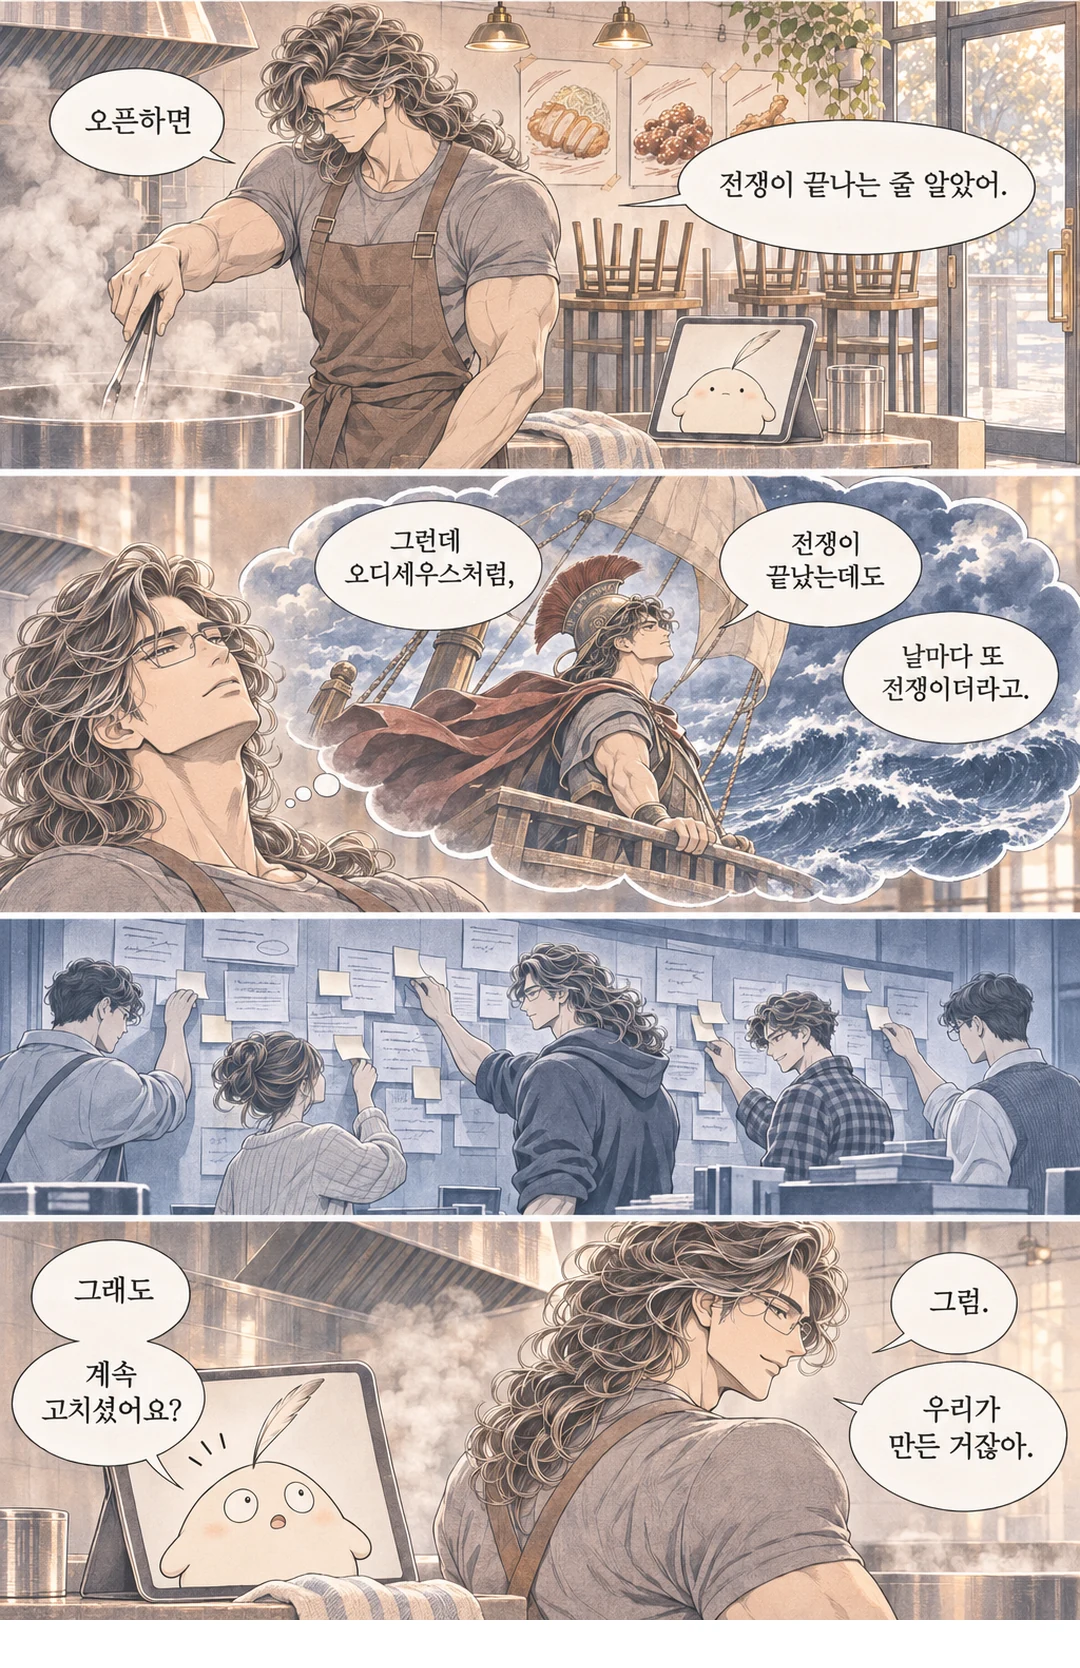 오픈하면
전쟁이 끝나는 줄 알았어.
그런데
오디세우스처럼,
전쟁이
끝났는데도
날마다 또
전쟁이더라고.
그래도
계속
고치셨어요?
그럼.
우리가
만든 거잖아.